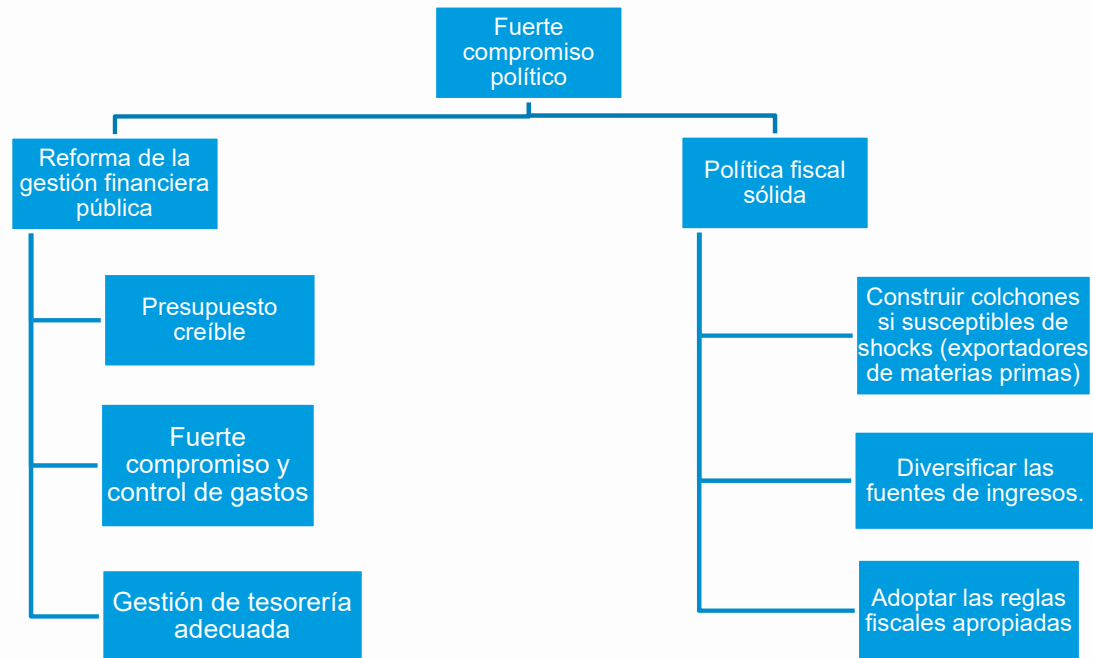 Fuerte
compromiso
político
Reforma de la
gestión financiera
pública
Presupuesto
creíble
Fuerte
compromiso y
control de gastos
Gestión de tesorería
adecuada
Política fiscal
sólida
Construir colchones
si susceptibles de
shocks (exportadores
de materias primas)
Diversificar las
fuentes de ingresos.
Adoptar las reglas
fiscales apropiadas